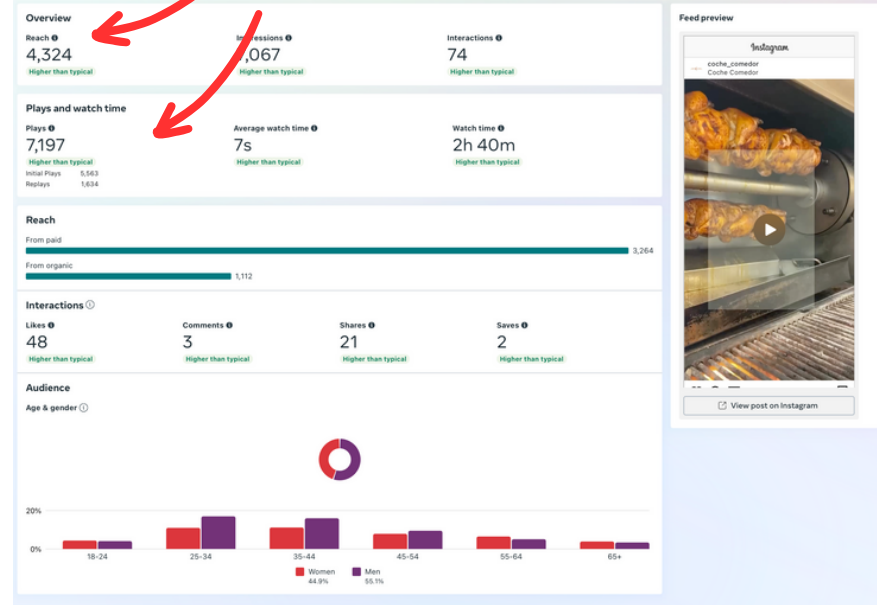 Overview
Reach
4,324
Higher than typical
Interactions
74
Higher than typical
Higher than typical
Plays and watch time
Plays
7,197
Higher than typical
Initial Plays 5,563
Replays 1,634
Average watch time
7s
Higher than typical
Watch time
2h 40m
Higher than typical
Reach
From paid
3,264
From organic
1,112
Interactions
Likes
48
Higher than typical
Comments
3
Higher than typical
Shares
21
Higher than typical
Saves
2
Higher than typical
Audience
Age & gender
20%
0%
18-24 25-34 35-44 45-54 55-64 65+
Women
44.9%
Men
55.1%
Feed preview
Instagram
coche_comedor
Coche Comedor
View post on Instagram